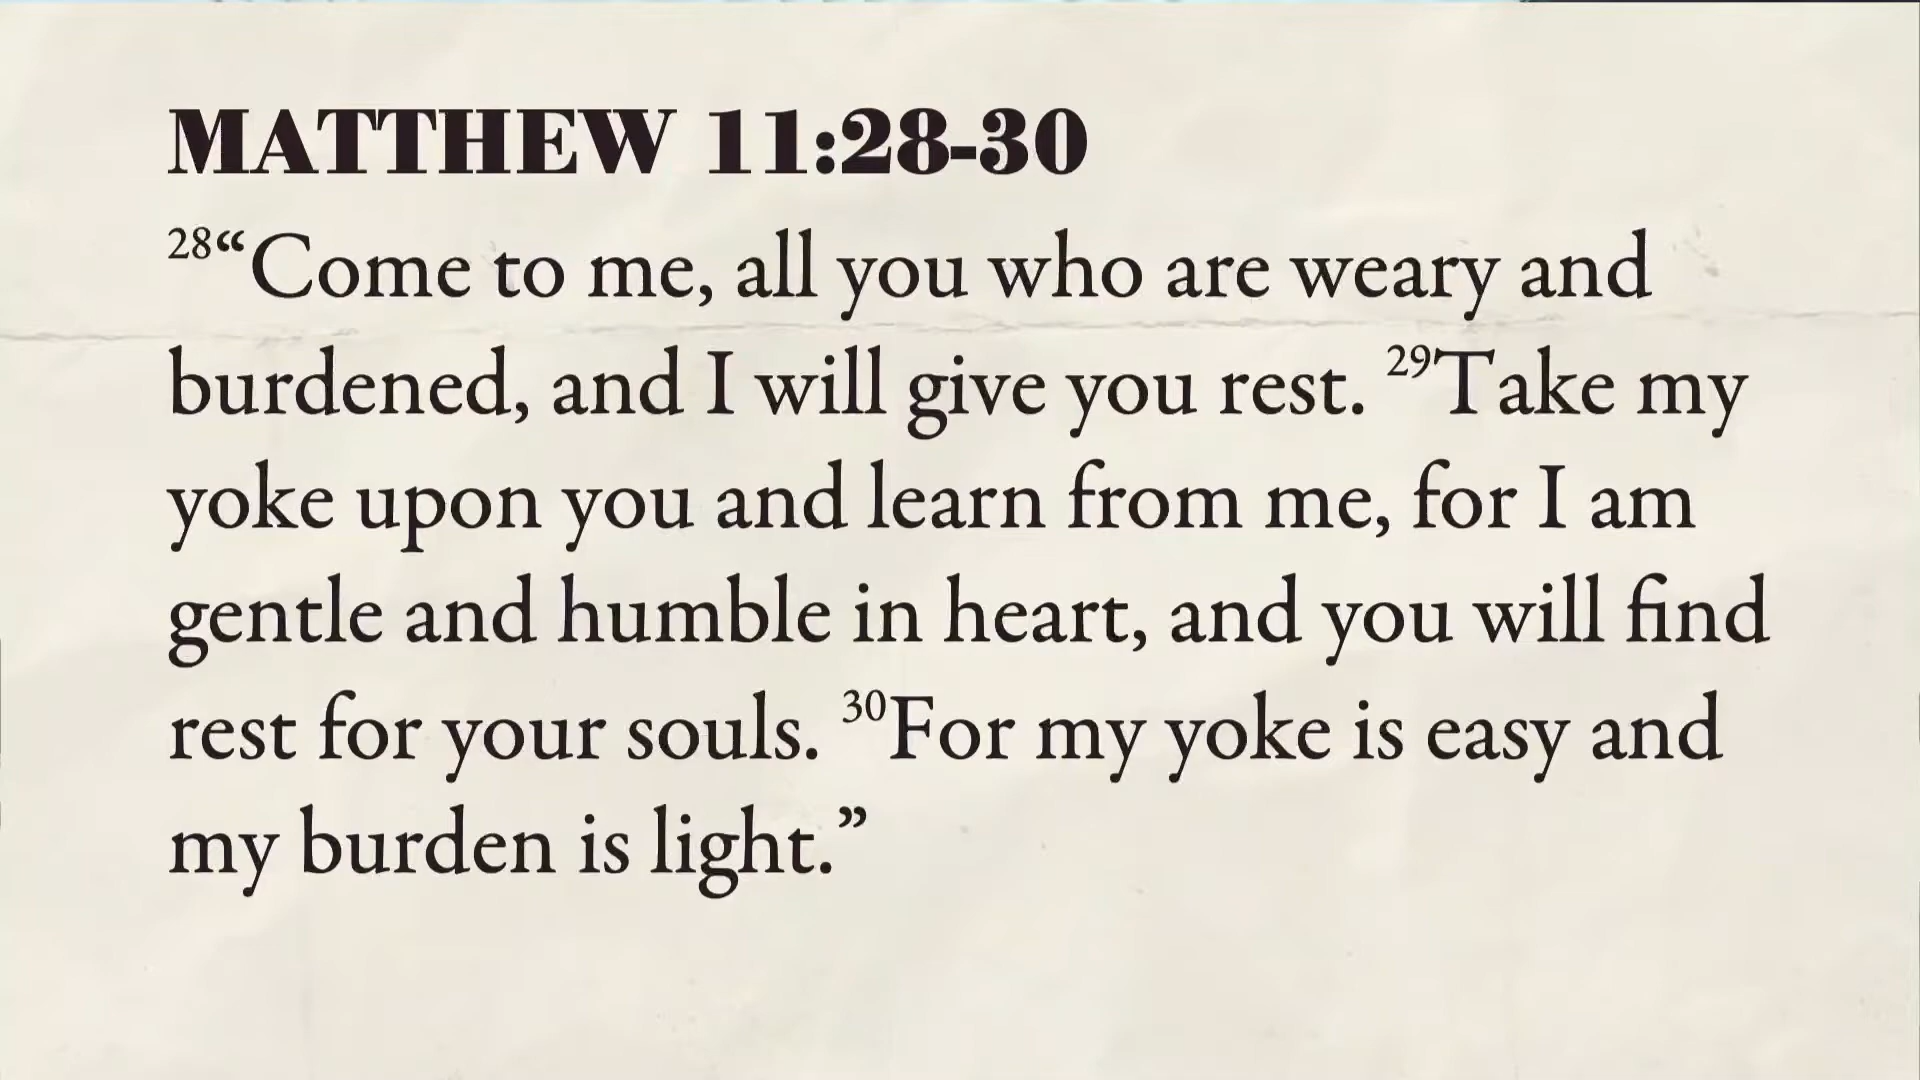 MATTHEW 11:28-30
28“Come to me, all you who are weary and
burdened, and I will give you rest. 29Take my
yoke upon you and learn from me, for I am
gentle and humble in heart, and you will find
rest for your souls. 30For my yoke is easy and
my burden is light.”